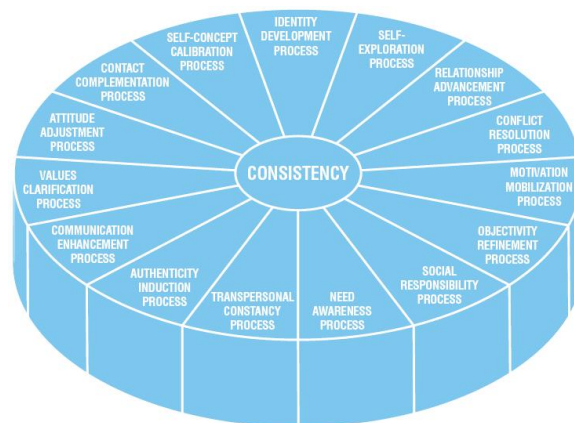 IDENTITY
DEVELOPMENT
PROCESS
SELF-
EXPLORATION
PROCESS
RELATIONSHIP
ADVANCEMENT
PROCESS
CONFLICT
RESOLUTION
PROCESS
MOTIVATION
MOBILIZATION
PROCESS
OBJECTIVITY
REFINEMENT
PROCESS
SOCIAL
RESPONSIBILITY
PROCESS
NEED
AWARENESS
PROCESS
TRANSPERSONAL
CONSTANCY
PROCESS
AUTHENTICITY
INDUCTION
PROCESS
COMMUNICATION
ENHANCEMENT
PROCESS
VALUES
CLARIFICATION
PROCESS
ATTITUDE
ADJUSTMENT
PROCESS
CONTACT
COMPLEMENTATION
PROCESS
SELF-CONCEPT
CALIBRATION
PROCESS
CONSISTENCY